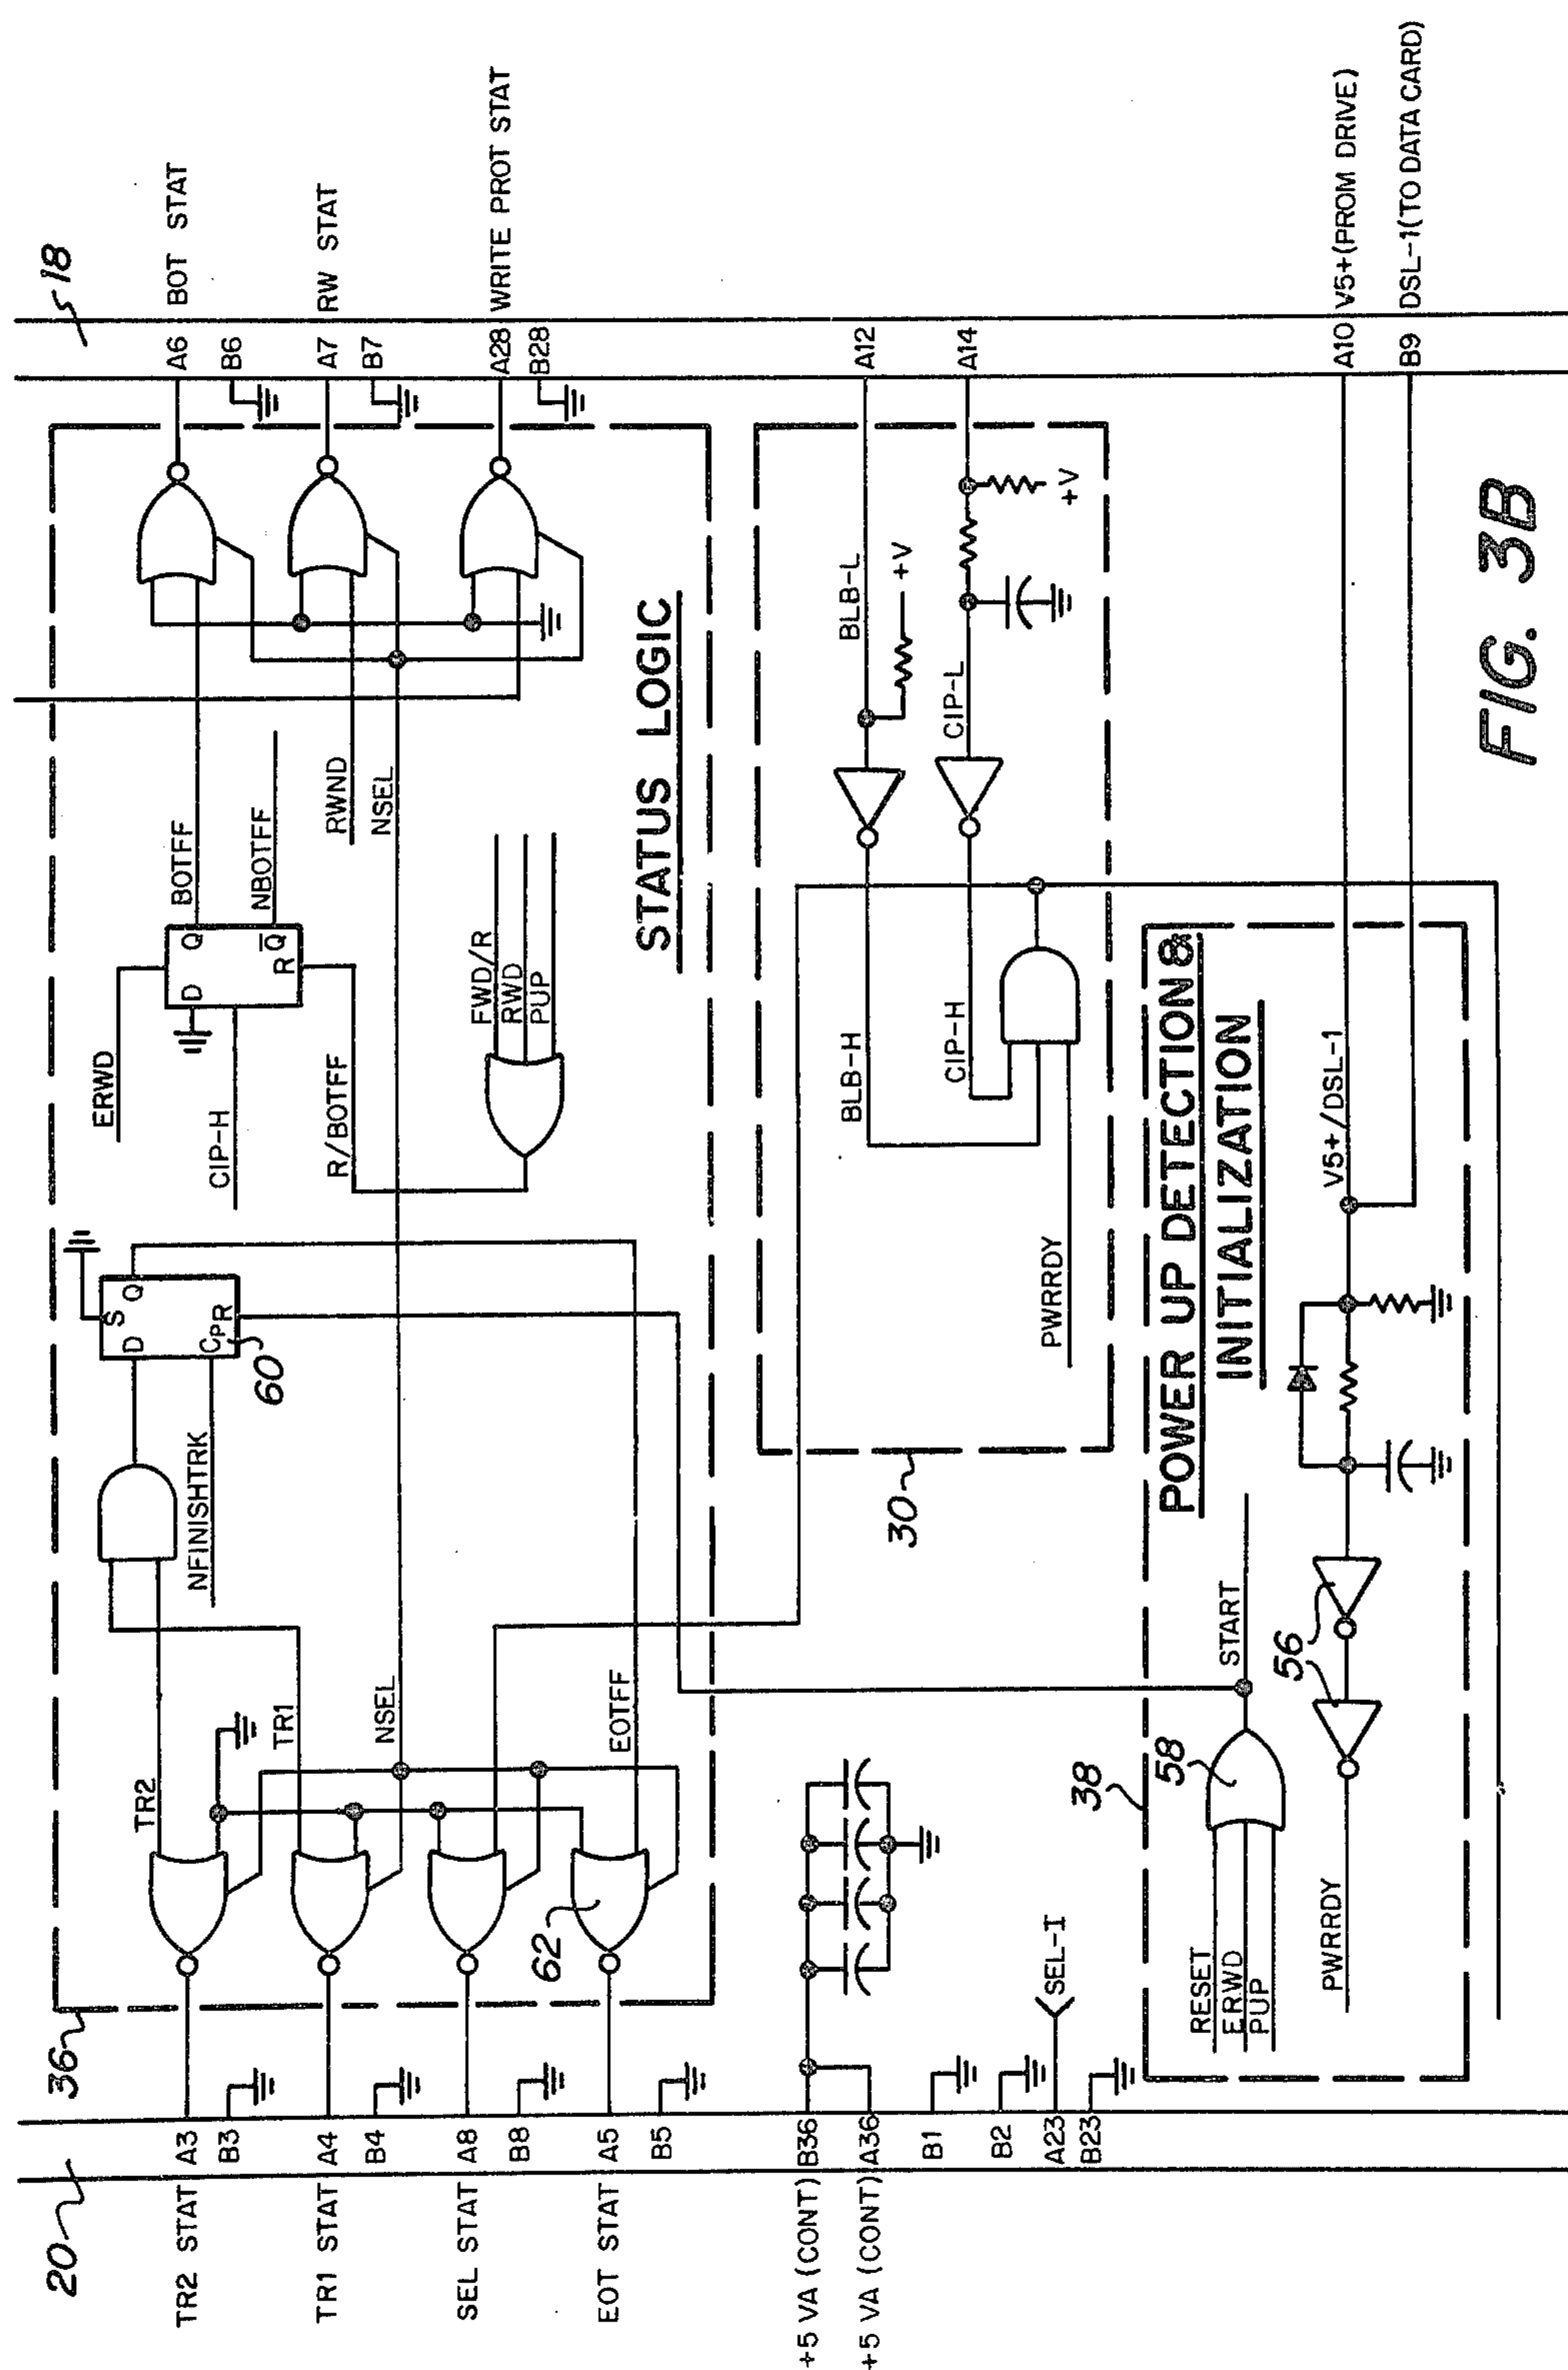 20
TR2 STAT
A3
B3
TR1 STAT
A4
B4
SEL STAT
A8
B8
EOT STAT
A5
B5
+5 VA (CONT)
B36
+5 VA (CONT)
A36
B1
B2
A23
B23
SEL-I
36
TR2
TR1
NSEL
EOTFF
62
NFINISHTRK
D
S
Q
CP
R
60
ERWD
CIP-H
R/BOTFF
D
Q
Q
R
BOTFF
NBOTFF
RWND
NSEL
FWD/R
RWD
PUP
STATUS LOGIC
18
A6
BOT STAT
B6
A7
RW STAT
B7
A28
WRITE PROT STAT
B28
30
BLB-H
CIP-H
PWRRDY
BLB-L
+V
CIP-L
+V
A12
A14
38
POWER UP DETECTION &
INITIALIZATION
RESET
ERWD
PUP
58
START
PWRRDY
56
V5+/DSL-1
A10
V5+(PROM DRIVE)
B9
DSL-1(TO DATA CARD)
FIG. 3B